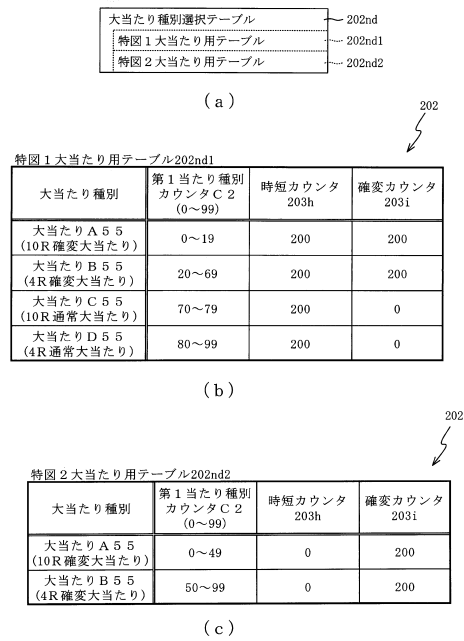 大当たり種別選択テーブル 202nd
特図1大当たり用テーブル 202nd1
特図2大当たり用テーブル 202nd2
(a)
202
特図1大当たり用テーブル202nd1
大当たり種別
第1当たり種別
カウンタC2
(0~99)
時短カウンタ
203h
確変カウンタ
203i
大当たりA55
(10R確変大当たり)
0~19
200
200
大当たりB55
(4R確変大当たり)
20~69
200
200
大当たりC55
(10R通常大当たり)
70~79
200
0
大当たりD55
(4R通常大当たり)
80~99
200
0
(b)
202
特図2大当たり用テーブル202nd2
大当たり種別
第1当たり種別
カウンタC2
(0~99)
時短カウンタ
203h
確変カウンタ
203i
大当たりA55
(10R確変大当たり)
0~49
0
200
大当たりB55
(4R確変大当たり)
50~99
0
200
(c)